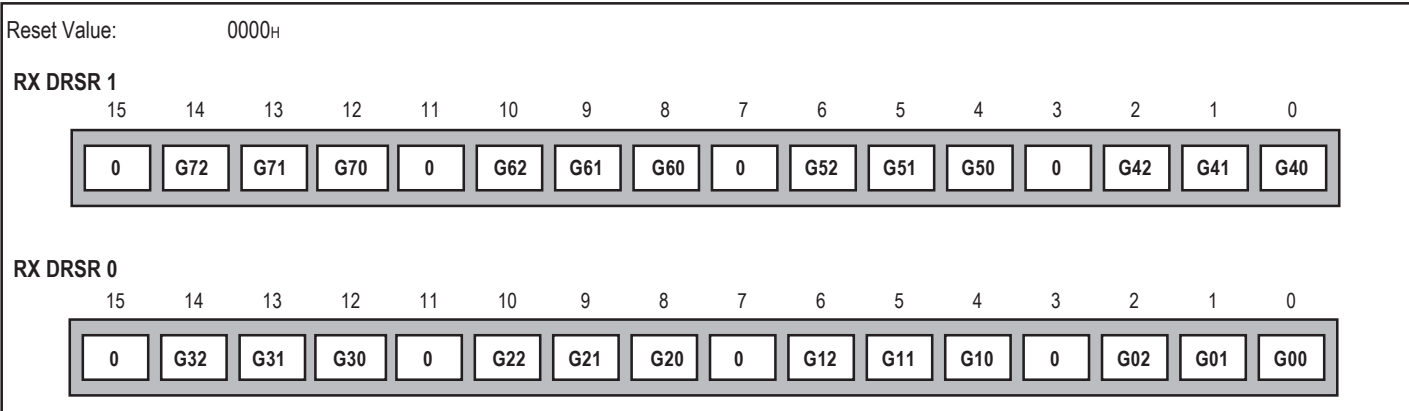 Reset Value: 0000H
RX DRSR 1
15 14 13 12 11 10 9 8 7 6 5 4 3 2 1 0
0 G72 G71 G70 0 G62 G61 G60 0 G52 G51 G50 0 G42 G41 G40
RX DRSR 0
15 14 13 12 11 10 9 8 7 6 5 4 3 2 1 0
0 G32 G31 G30 0 G22 G21 G20 0 G12 G11 G10 0 G02 G01 G00